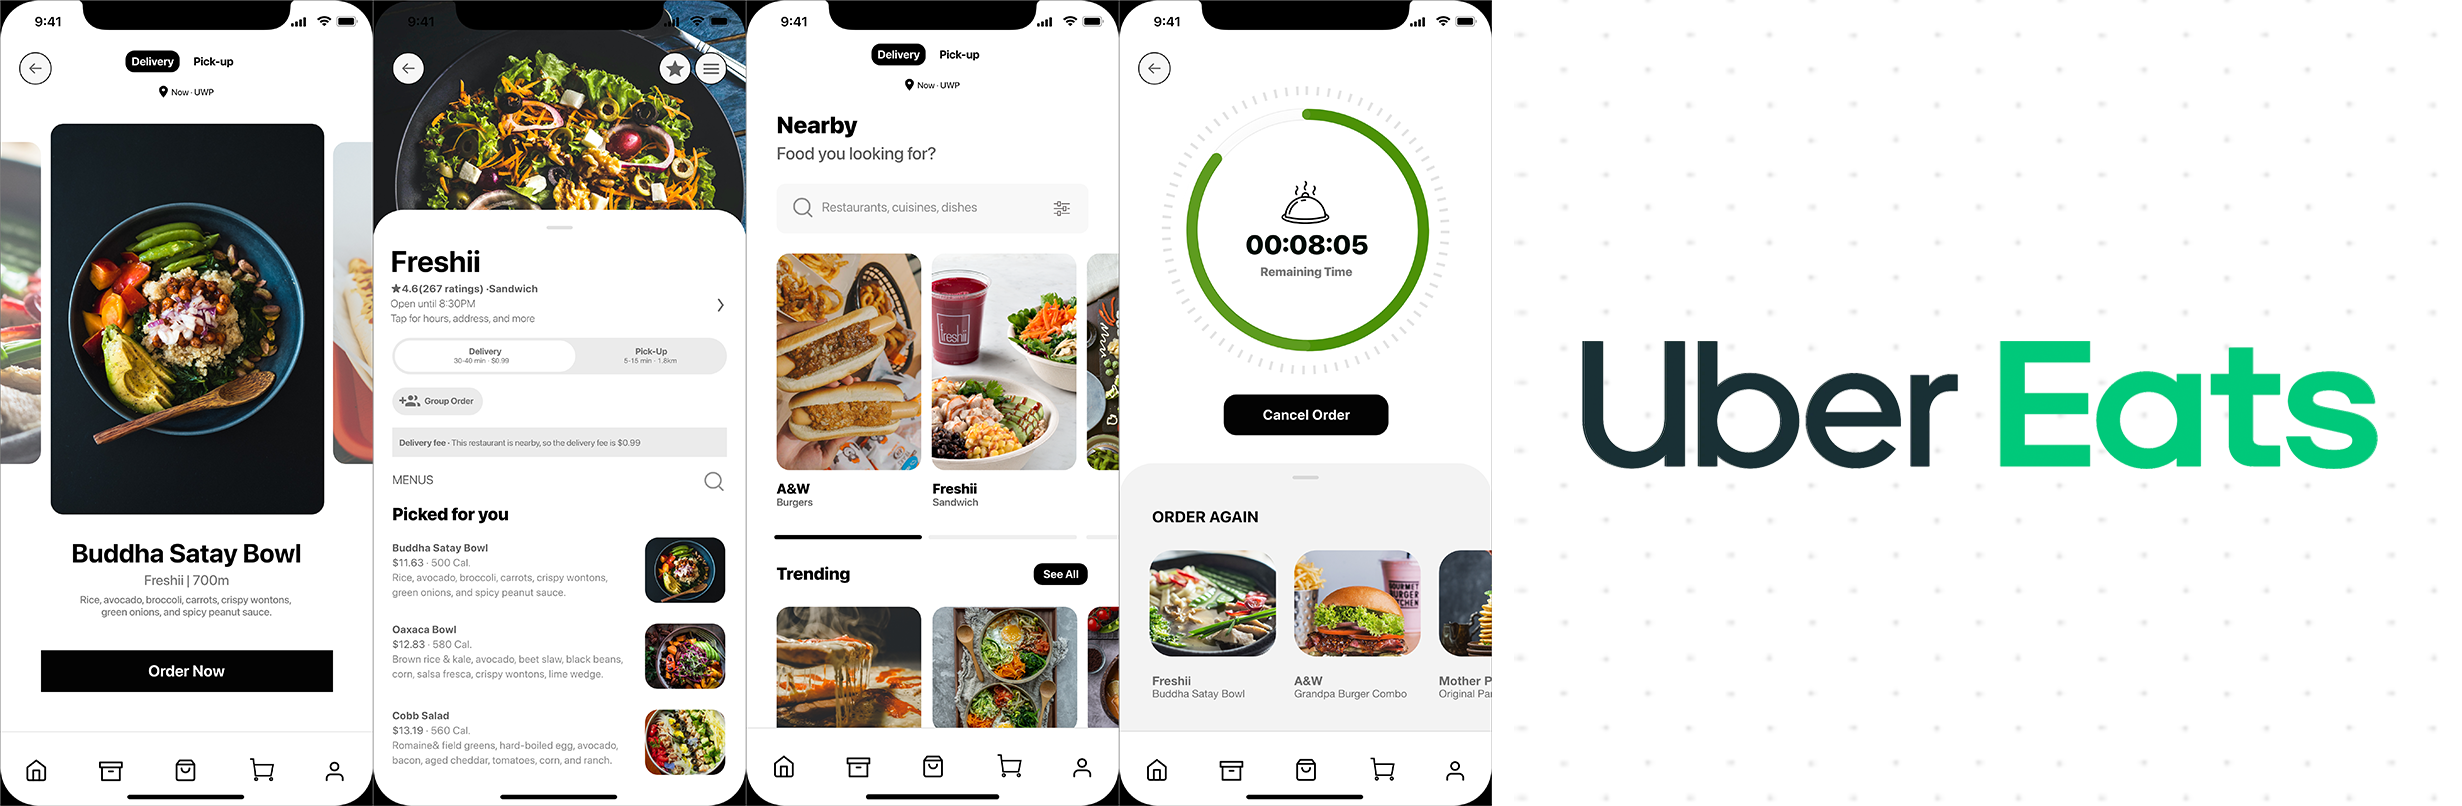 9:41
Delivery Pick-up
Now · UWP
Buddha Satay Bowl
Freshii | 700m
Rice, avocado, broccoli, carrots, crispy wontons,
green onions, and spicy peanut sauce.
Order Now
9:41
Freshii
★4.6(267 ratings) ·Sandwich
Open until 8:30PM
Tap for hours, address, and more
Delivery
30-40 min · $0.99
Pick-Up
5-15 min · 1.8km
Group Order
Delivery fee · This restaurant is nearby, so the delivery fee is $0.99
MENUS
Picked for you
Buddha Satay Bowl
$11.63 · 500 Cal.
Rice, avocado, broccoli, carrots, crispy wontons,
green onions, and spicy peanut sauce.
Oaxaca Bowl
$12.83 · 580 Cal.
Brown rice & kale, avocado, beet slaw, black beans,
corn, salsa fresca, crispy wontons, lime wedge.
Cobb Salad
$13.19 · 560 Cal.
Romaine& field greens, hard-boiled egg, avocado,
bacon, aged cheddar, tomatoes, corn, and ranch.
9:41
Delivery Pick-up
Now · UWP
Nearby
Food you looking for?
Restaurants, cuisines, dishes
freshii
A&W
Burgers
Freshii
Sandwich
Trending
See All
9:41
00:08:05
Remaining Time
Cancel Order
ORDER AGAIN
GOURMET
BURGER
KITCHEN
Freshii
Buddha Satay Bowl
A&W
Grandpa Burger Combo
Mother P
Original Pan
Uber Eats